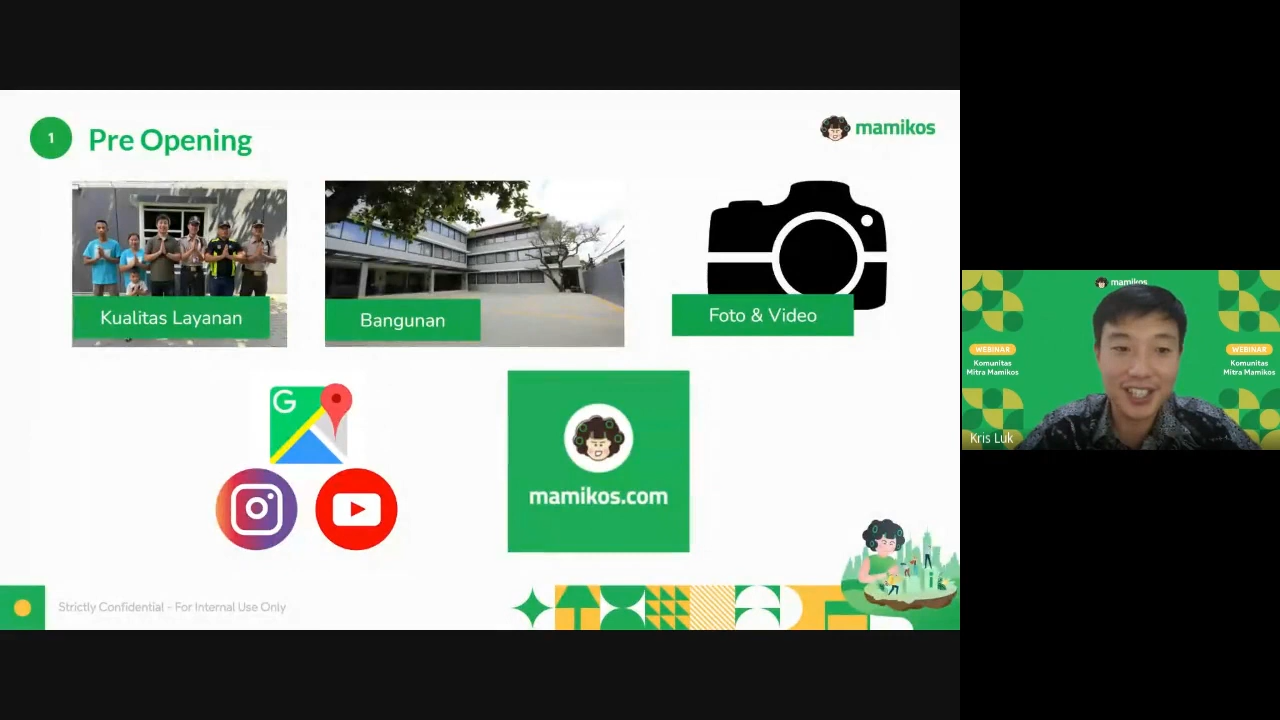 1
Pre Opening
mamikos
Kualitas Layanan
Bangunan
Foto & Video
G
mamikos.com
Strictly Confidential - For Internal Use Only
mamikos
WEBINAR
Komunitas
Mitra Mamikos
WEBINAR
Komunitas
Mitra Mamikos
Kris Luk